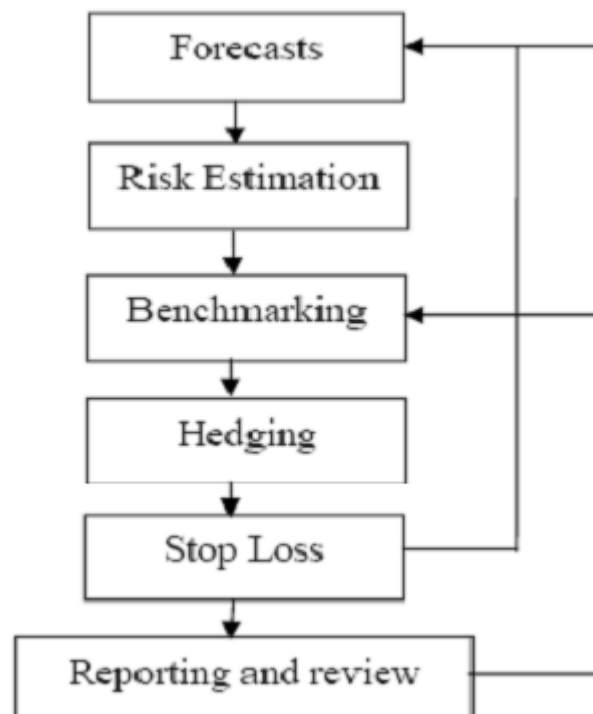 Forecasts
Risk Estimation
Benchmarking
Hedging
Stop Loss
Reporting and review